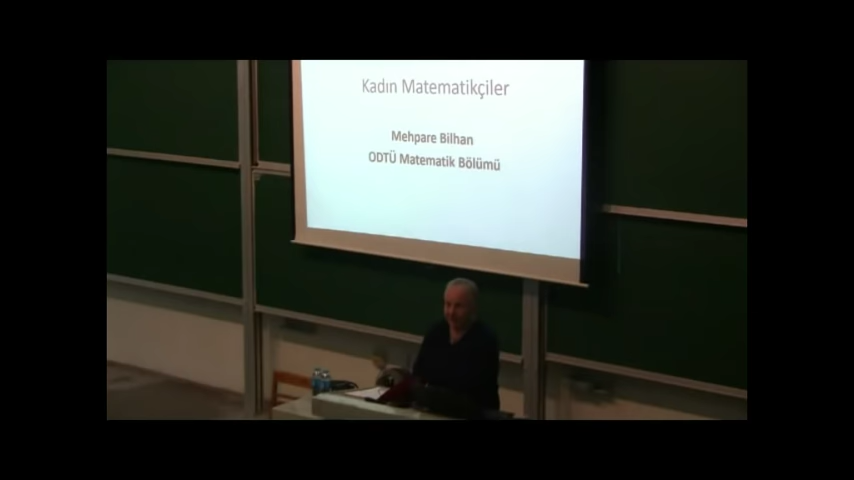 Kadın Matematikçiler
Mehpare Bilhan
ODTÜ Matematik Bölümü